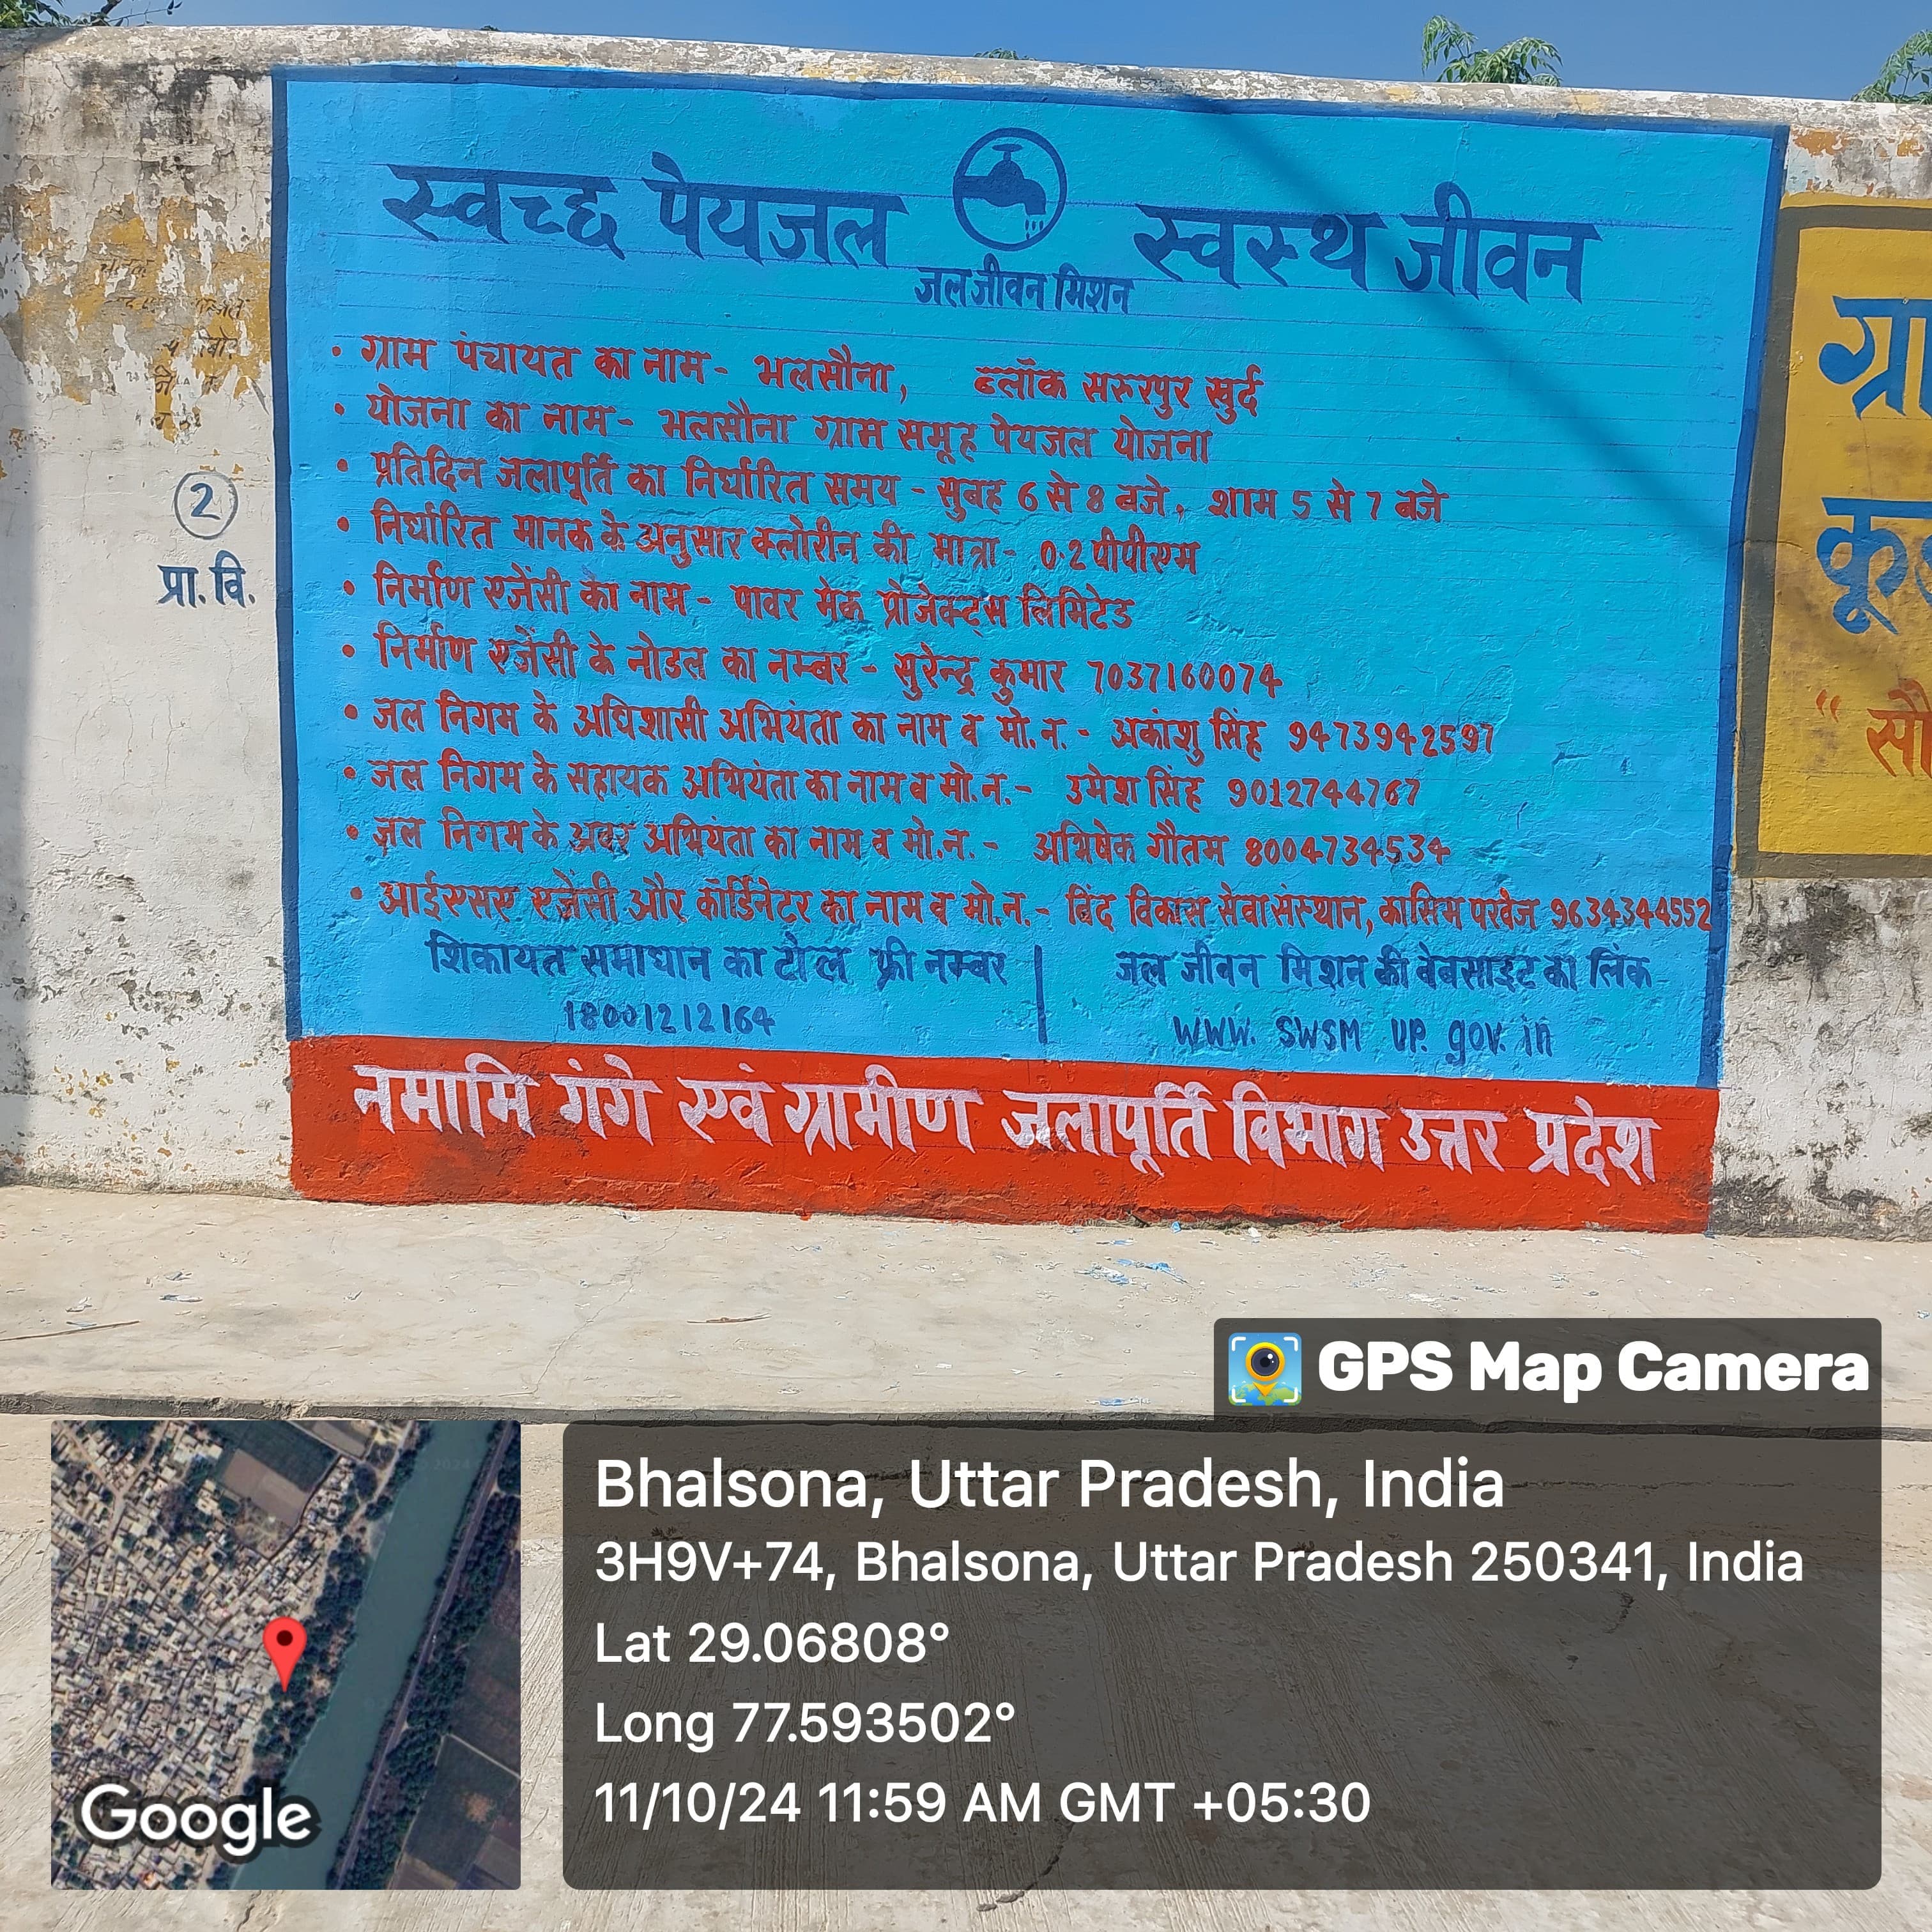 स्वच्छ पेयजल स्वस्थ जीवन
जल जीवन मिशन
• ग्राम पंचायत का नाम - भलसौना, ब्लॉक सरुरपुर खुर्द
• योजना का नाम - भलसौना ग्राम समूह पेयजल योजना
• प्रतिदिन जलापूर्ति का निर्धारित समय - सुबह 6 से 8 बजे, शाम 5 से 7 बजे
• निर्धारित मानक के अनुसार क्लोरीन की मात्रा - 0.2 पीपीएम
• निर्माण एजेंसी का नाम - पावर मेक प्रोजेक्ट्स लिमिटेड
• निर्माण एजेंसी के नोडल का नम्बर - सुरेन्द्र कुमार 7037160074
• जल निगम के अधिशासी अभियंता का नाम व मो.न. - अकांशु सिंह 9473942597
• जल निगम के सहायक अभियंता का नाम व मो.न. - उमेश सिंह 9012744767
• जल निगम के अवर अभियंता का नाम व मो.न. - अभिषेक गौतम 8004734534
• आईएसए एजेंसी और कॉर्डिनेटर का नाम व मो.न. - विंद विकास सेवा संस्थान, कासिम परवेज 9634344552
शिकायत समाधान का टोल फ्री नम्बर
18001212164
जल जीवन मिशन की वेबसाइट का लिंक
www. SWSM UP. gov. in
नमामि गंगे एवं ग्रामीण जलापूर्ति विभाग उत्तर प्रदेश
2
प्रा. वि.
ग्रा
" सौ
GPS Map Camera
Bhalsona, Uttar Pradesh, India
3H9V+74, Bhalsona, Uttar Pradesh 250341, India
Lat 29.06808°
Long 77.593502°
11/10/24 11:59 AM GMT +05:30
Google